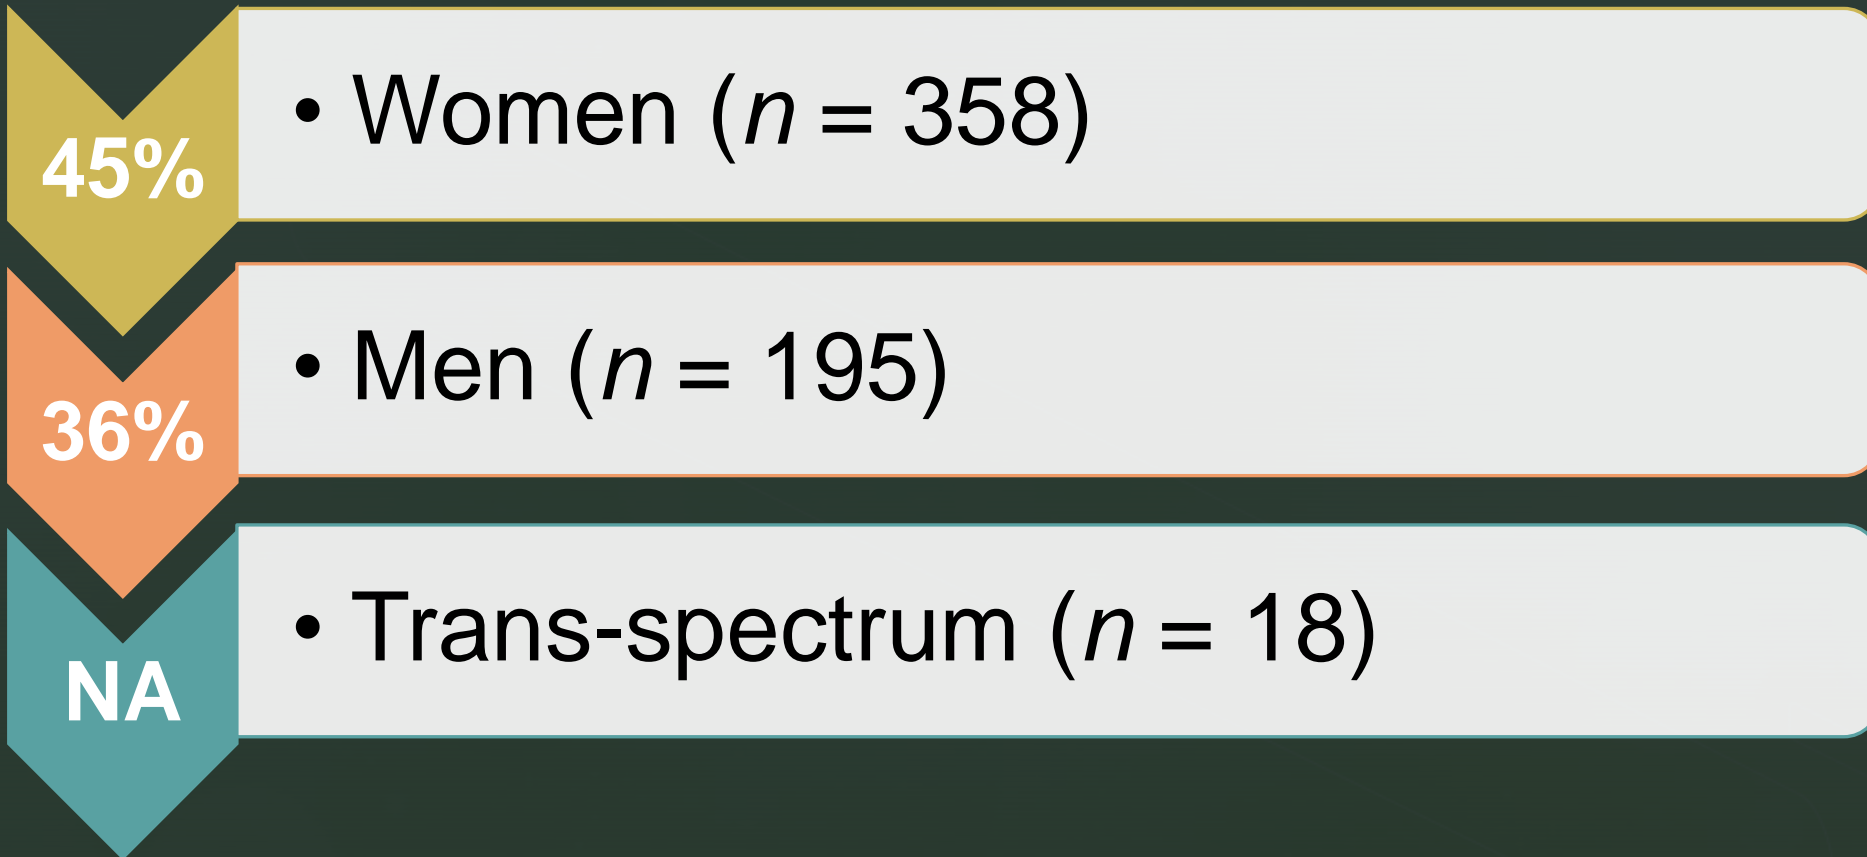 45%
• Women (n = 358)
36%
• Men (n = 195)
NA
• Trans-spectrum (n = 18)